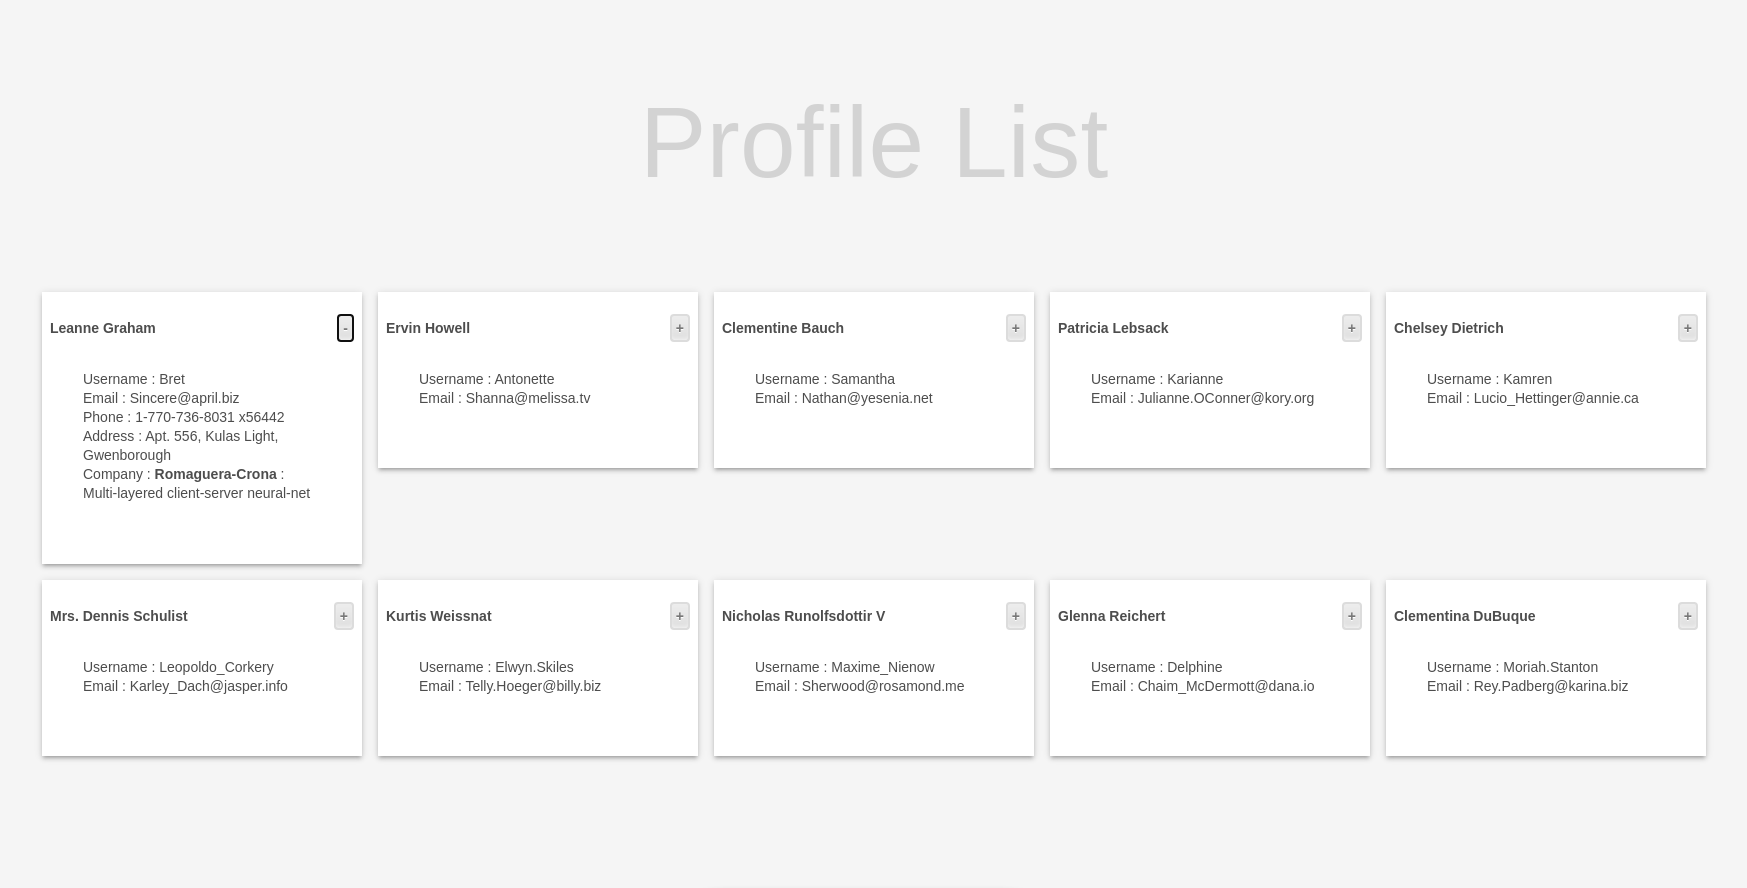 Profile List
Leanne Graham
-
Username : Bret
Email : Sincere@april.biz
Phone : 1-770-736-8031 x56442
Address : Apt. 556, Kulas Light,
Gwenborough
Company : Romaguera-Crona :
Multi-layered client-server neural-net
Ervin Howell
+
Username : Antonette
Email : Shanna@melissa.tv
Clementine Bauch
+
Username : Samantha
Email : Nathan@yesenia.net
Patricia Lebsack
+
Username : Karianne
Email : Julianne.OConner@kory.org
Chelsey Dietrich
+
Username : Kamren
Email : Lucio_Hettinger@annie.ca
Mrs. Dennis Schulist
+
Username : Leopoldo_Corkery
Email : Karley_Dach@jasper.info
Kurtis Weissnat
+
Username : Elwyn.Skiles
Email : Telly.Hoeger@billy.biz
Nicholas Runolfsdottir V
+
Username : Maxime_Nienow
Email : Sherwood@rosamond.me
Glenna Reichert
+
Username : Delphine
Email : Chaim_McDermott@dana.io
Clementina DuBuque
+
Username : Moriah.Stanton
Email : Rey.Padberg@karina.biz